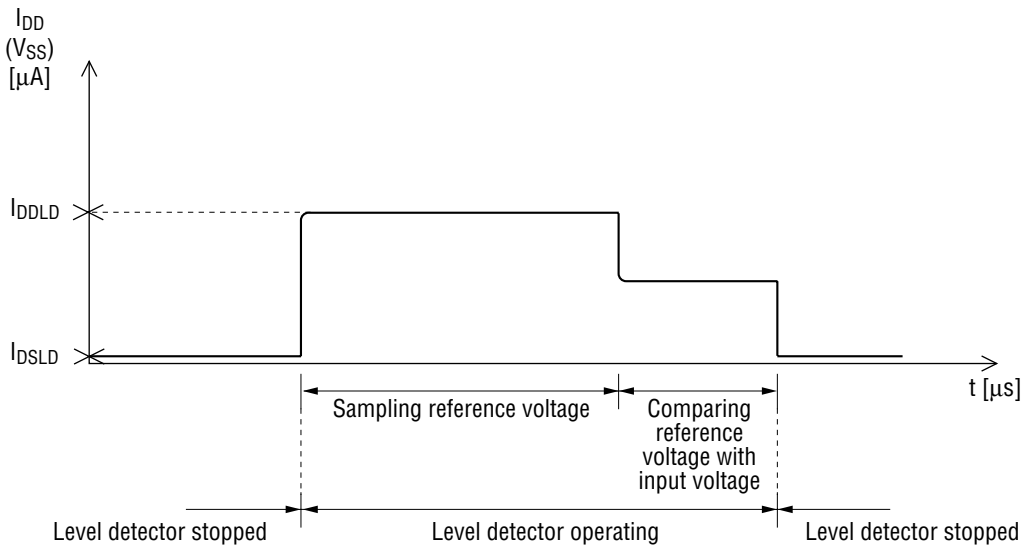 IDD
(VSS)
[µA]
IDDLD
IDSLD
t [µs]
Sampling reference voltage
Comparing
reference
voltage with
input voltage
Level detector stopped
Level detector operating
Level detector stopped